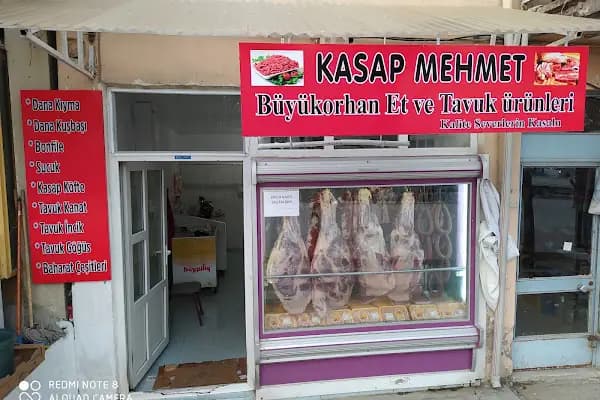 KASAP MEHMET
Büyükorhan Et ve Tavuk ürünleri
Kalite Severlerin Kasabı
* Dana Kıyma
* Dana Kuşbaşı
* Bonfile
* Sucuk
* Kasap Köfte
* Tavuk Kanat
* Tavuk İncik
* Tavuk Göğüs
* Baharat Çeşitleri
beypiliç
REDMI NOTE 8
AI QUAD CAMERA